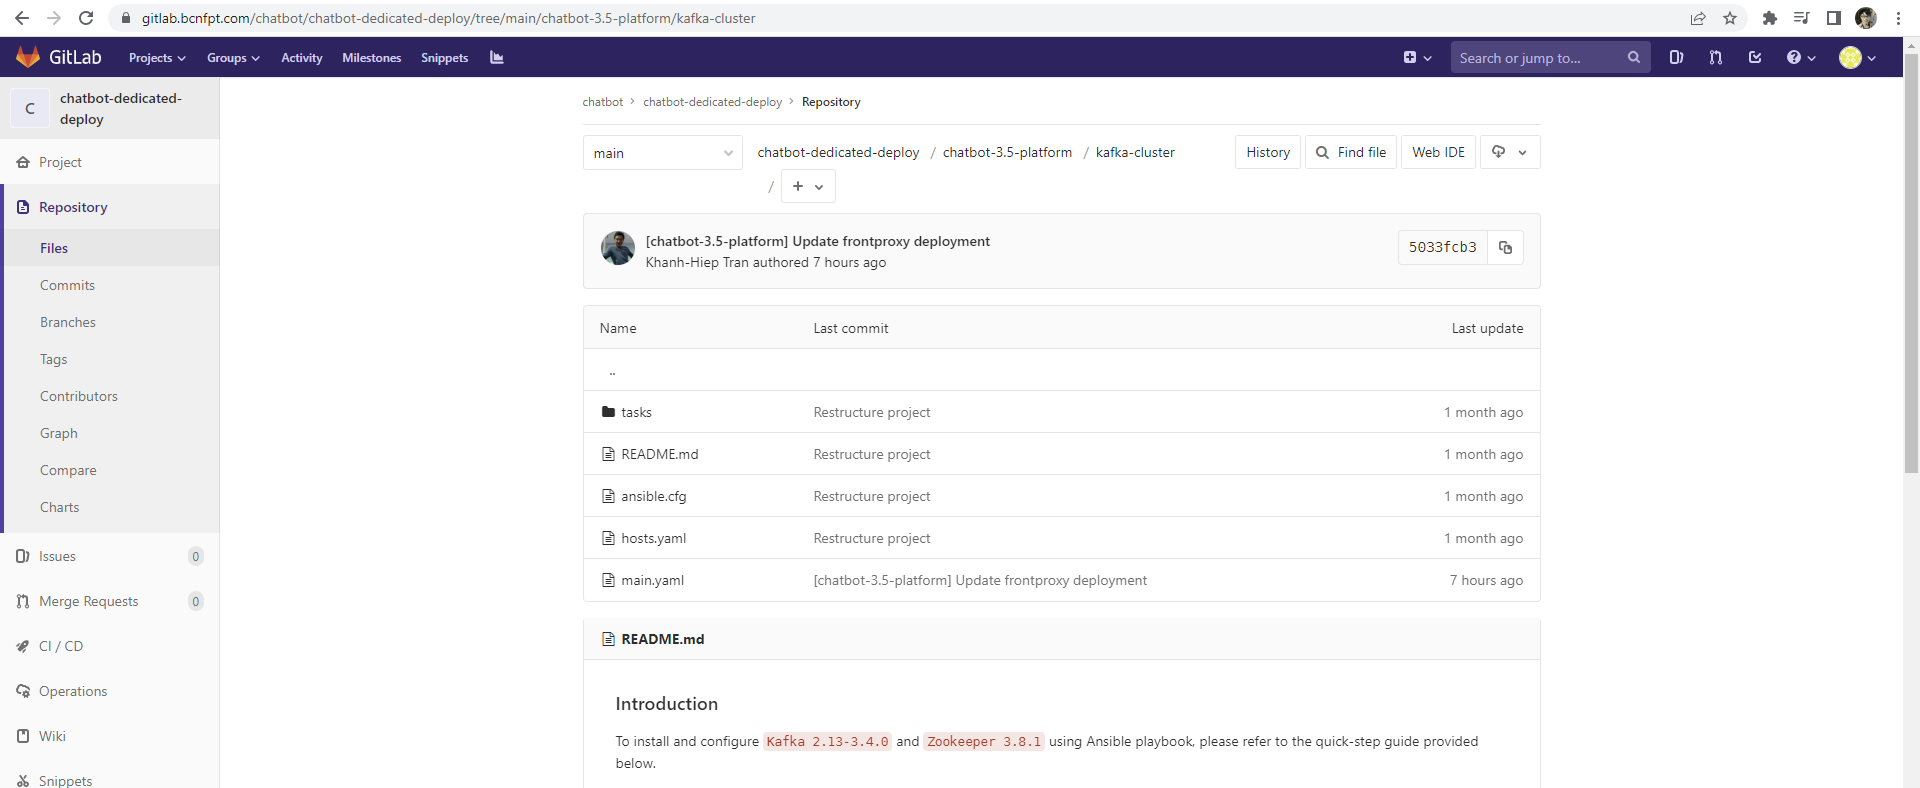 gitlab.bcnfpt.com/chatbot/chatbot-dedicated-deploy/tree/main/chatbot-3.5-platform/kafka-cluster
GitLab Projects Groups Activity Milestones Snippets Search or jump to...
C chatbot-dedicated-
deploy
Project
Repository
Files
Commits
Branches
Tags
Contributors
Graph
Compare
Charts
Issues 0
Merge Requests 0
CI / CD
Operations
Wiki
Snippets
chatbot > chatbot-dedicated-deploy > Repository
main chatbot-dedicated-deploy / chatbot-3.5-platform / kafka-cluster History Find file Web IDE
/ +
[chatbot-3.5-platform] Update frontproxy deployment
Khanh-Hiep Tran authored 7 hours ago
5033fcb3
Name Last commit Last update
..
tasks Restructure project 1 month ago
README.md Restructure project 1 month ago
ansible.cfg Restructure project 1 month ago
hosts.yaml Restructure project 1 month ago
main.yaml [chatbot-3.5-platform] Update frontproxy deployment 7 hours ago
README.md
Introduction
To install and configure Kafka 2.13-3.4.0 and Zookeeper 3.8.1 using Ansible playbook, please refer to the quick-step guide provided
below.